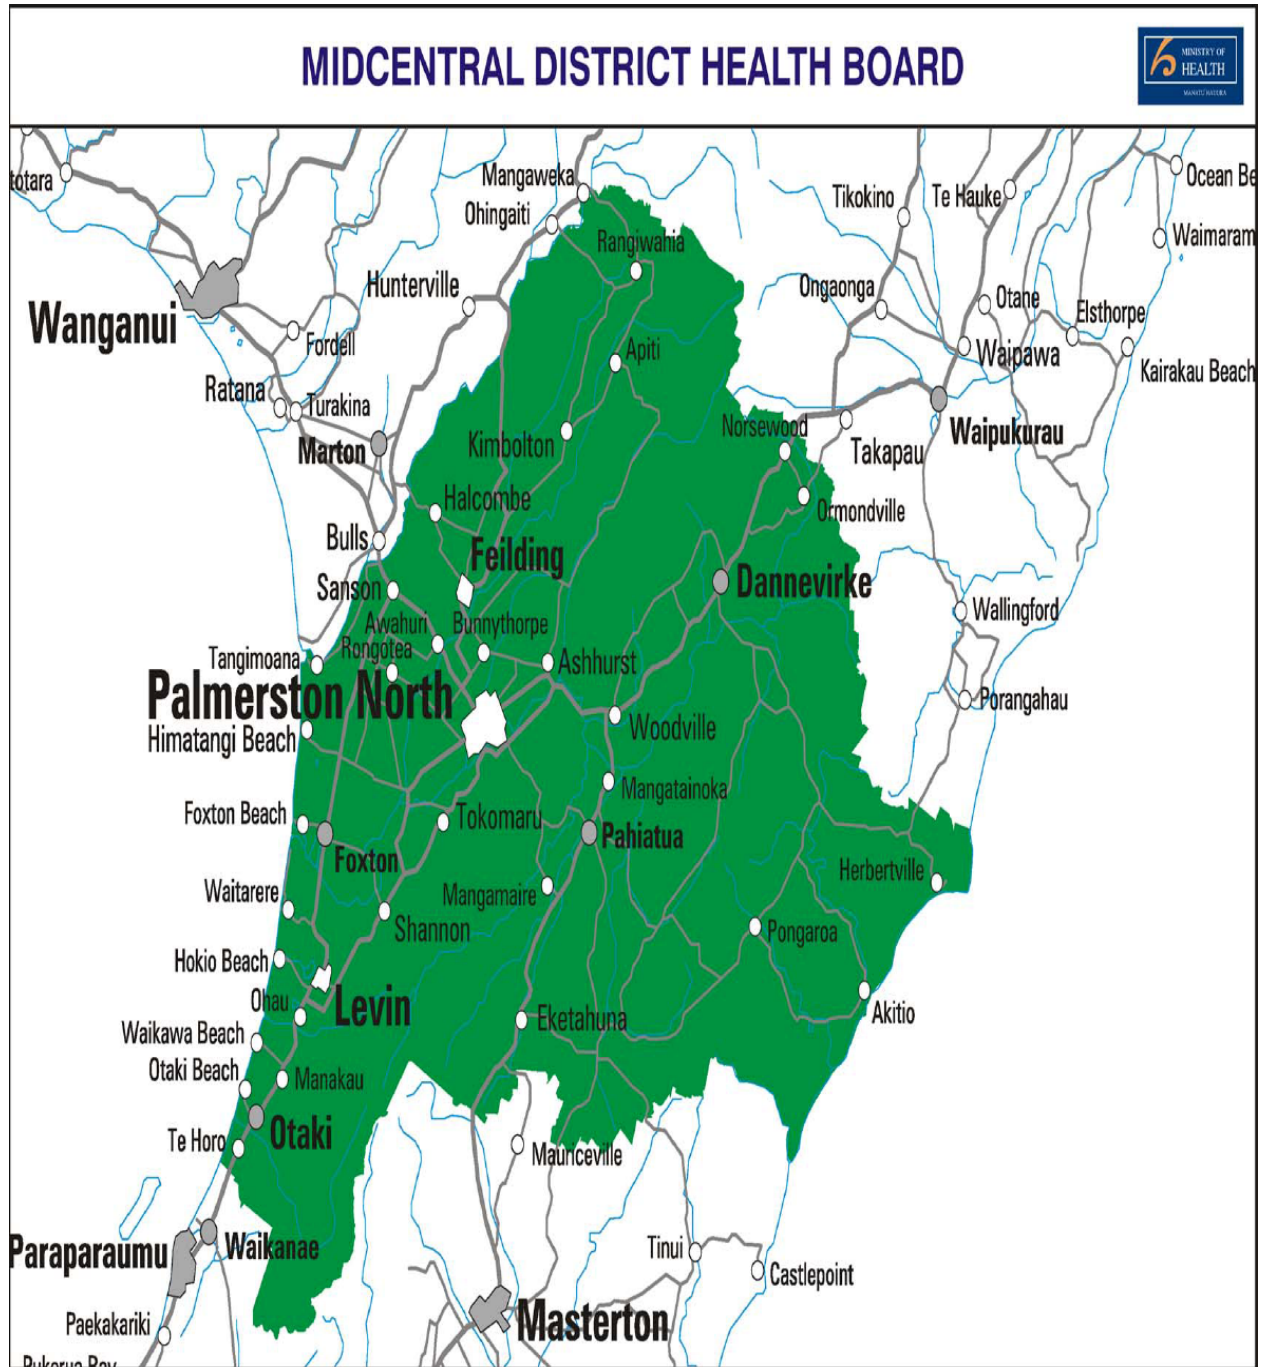 MIDCENTRAL DISTRICT HEALTH BOARD
MINISTRY OF
HEALTH
MANATŪ HAUORA
totara
Mangaweka
Ohingaiti
Rangiwahia
Tikokino
Te Hauke
Ocean Be
Waimaram
Wanganui
Hunterville
Ongaonga
Otane
Elsthorpe
Fordell
Apiti
Waipawa
Kairakau Beach
Ratana
Turakina
Marton
Kimbolton
Norsewood
Takapau
Waipukurau
Halcombe
Ormondville
Bulls
Feilding
Sanson
Dannevirke
Awahuri
Bunnythorpe
Wallingford
Rongotea
Tangimoana
Ashhurst
Palmerston North
Porangahau
Himatangi Beach
Woodville
Mangatainoka
Foxton Beach
Tokomaru
Pahiatua
Foxton
Herbertville
Waitarere
Mangamaire
Shannon
Pongaroa
Hokio Beach
Ohau
Levin
Eketahuna
Akitio
Waikawa Beach
Otaki Beach
Manakau
Otaki
Te Horo
Mauriceville
Paraparaumu
Waikanae
Tinui
Castlepoint
Paekakariki
Masterton
Pukerua Bay